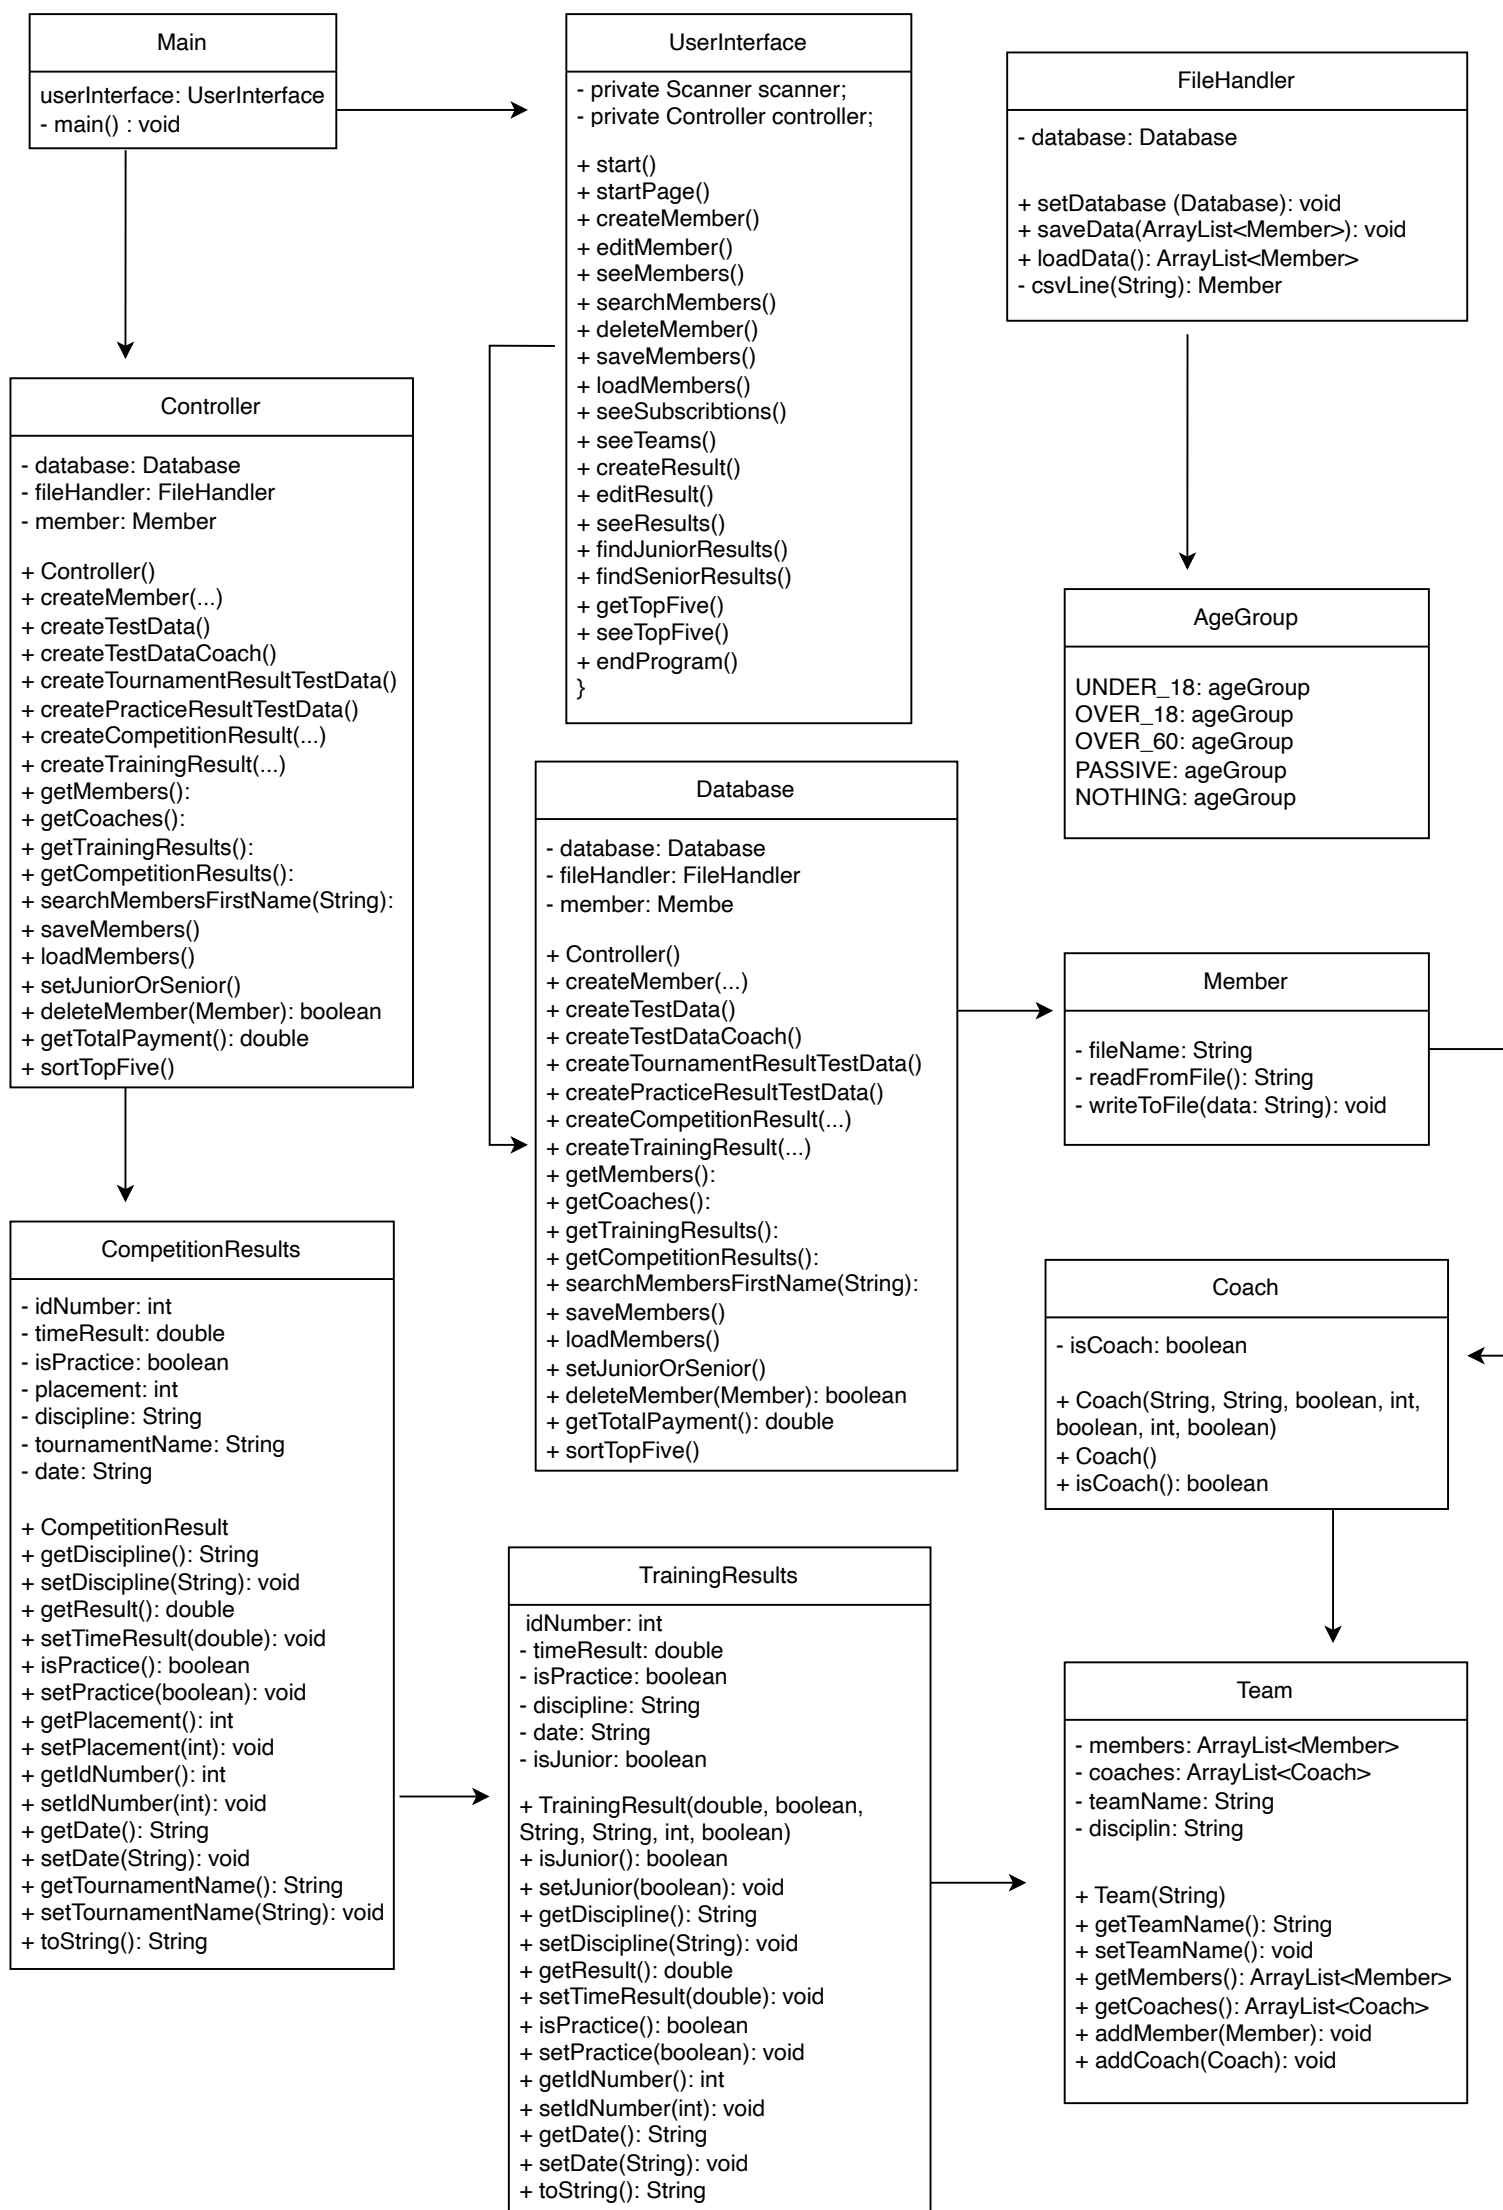 Main
userInterface: UserInterface
- main() : void
UserInterface
- private Scanner scanner;
- private Controller controller;
+ start()
+ startPage()
+ createMember()
+ editMember()
+ seeMembers()
+ searchMembers()
+ deleteMember()
+ saveMembers()
+ loadMembers()
+ seeSubscribtions()
+ seeTeams()
+ createResult()
+ editResult()
+ seeResults()
+ findJuniorResults()
+ findSeniorResults()
+ getTopFive()
+ seeTopFive()
+ endProgram()
}
FileHandler
- database: Database
+ setDatabase (Database): void
+ saveData(ArrayList<Member>): void
+ loadData(): ArrayList<Member>
- csvLine(String): Member
Controller
- database: Database
- fileHandler: FileHandler
- member: Member
+ Controller()
+ createMember(...)
+ createTestData()
+ createTestDataCoach()
+ createTournamentResultTestData()
+ createPracticeResultTestData()
+ createCompetitionResult(...)
+ createTrainingResult(...)
+ getMembers():
+ getCoaches():
+ getTrainingResults():
+ getCompetitionResults():
+ searchMembersFirstName(String):
+ saveMembers()
+ loadMembers()
+ setJuniorOrSenior()
+ deleteMember(Member): boolean
+ getTotalPayment(): double
+ sortTopFive()
AgeGroup
UNDER_18: ageGroup
OVER_18: ageGroup
OVER_60: ageGroup
PASSIVE: ageGroup
NOTHING: ageGroup
Database
- database: Database
- fileHandler: FileHandler
- member: Membe
+ Controller()
+ createMember(...)
+ createTestData()
+ createTestDataCoach()
+ createTournamentResultTestData()
+ createPracticeResultTestData()
+ createCompetitionResult(...)
+ createTrainingResult(...)
+ getMembers():
+ getCoaches():
+ getTrainingResults():
+ getCompetitionResults():
+ searchMembersFirstName(String):
+ saveMembers()
+ loadMembers()
+ setJuniorOrSenior()
+ deleteMember(Member): boolean
+ getTotalPayment(): double
+ sortTopFive()
Member
- fileName: String
- readFromFile(): String
- writeToFile(data: String): void
CompetitionResults
- idNumber: int
- timeResult: double
- isPractice: boolean
- placement: int
- discipline: String
- tournamentName: String
- date: String
+ CompetitionResult
+ getDiscipline(): String
+ setDiscipline(String): void
+ getResult(): double
+ setTimeResult(double): void
+ isPractice(): boolean
+ setPractice(boolean): void
+ getPlacement(): int
+ setPlacement(int): void
+ getIdNumber(): int
+ setIdNumber(int): void
+ getDate(): String
+ setDate(String): void
+ getTournamentName(): String
+ setTournamentName(String): void
+ toString(): String
Coach
- isCoach: boolean
+ Coach(String, String, boolean, int,
boolean, int, boolean)
+ Coach()
+ isCoach(): boolean
TrainingResults
idNumber: int
- timeResult: double
- isPractice: boolean
- discipline: String
- date: String
- isJunior: boolean
+ TrainingResult(double, boolean,
String, String, int, boolean)
+ isJunior(): boolean
+ setJunior(boolean): void
+ getDiscipline(): String
+ setDiscipline(String): void
+ getResult(): double
+ setTimeResult(double): void
+ isPractice(): boolean
+ setPractice(boolean): void
+ getIdNumber(): int
+ setIdNumber(int): void
+ getDate(): String
+ setDate(String): void
+ toString(): String
Team
- members: ArrayList<Member>
- coaches: ArrayList<Coach>
- teamName: String
- disciplin: String
+ Team(String)
+ getTeamName(): String
+ setTeamName(): void
+ getMembers(): ArrayList<Member>
+ getCoaches(): ArrayList<Coach>
+ addMember(Member): void
+ addCoach(Coach): void